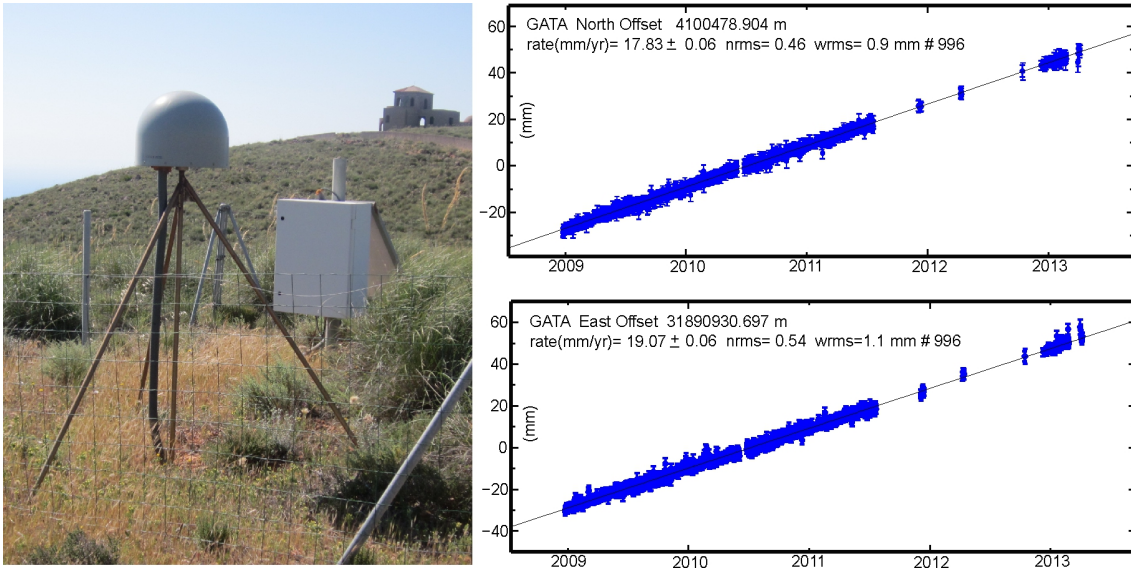 GATA North Offset 4100478.904 m
rate(mm/yr)= 17.83 ± 0.06 nrms= 0.46 wrms= 0.9 mm # 996
60
40
20
0
−20
(mm)
2009 2010 2011 2012 2013
GATA East Offset 31890930.697 m
rate(mm/yr)= 19.07 ± 0.06 nrms= 0.54 wrms=1.1 mm # 996
60
40
20
0
−20
−40
(mm)
2009 2010 2011 2012 2013